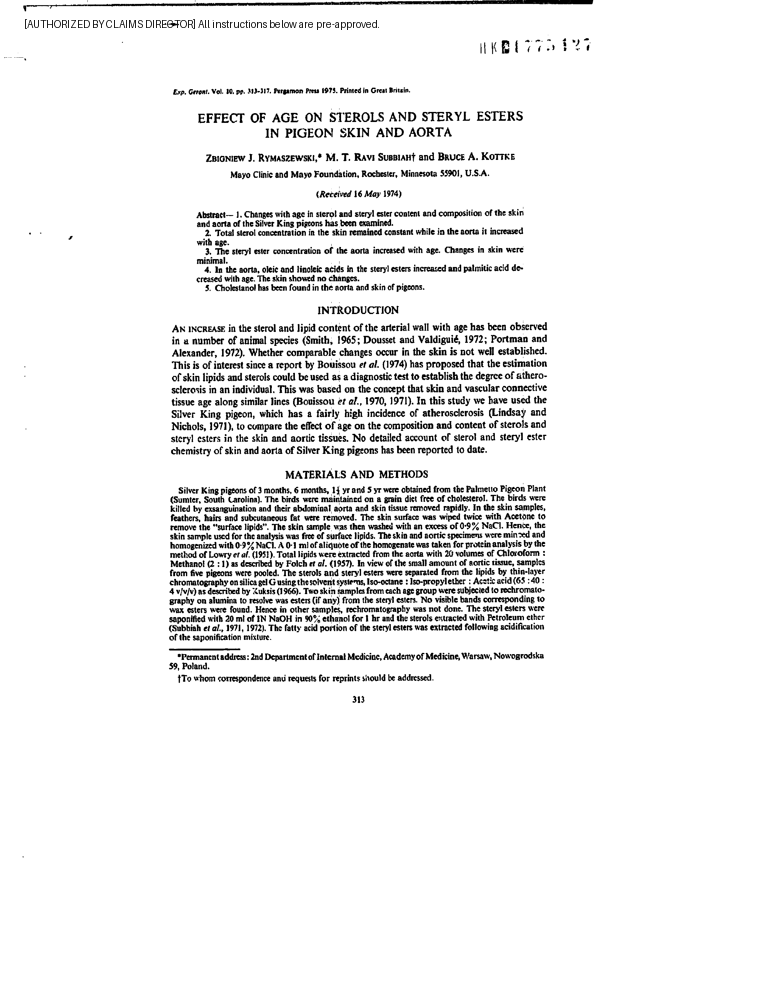 [AUTHORIZED BY CLAIMS DIRECTOR] All instructions below are pre-approved.
Exp. Geront. Vol. 10, pp. 313-317. Pergamon Press 1975. Printed in Great Britain.
EFFECT OF AGE ON STEROLS AND STERYL ESTERS
IN PIGEON SKIN AND AORTA
ZBIGNIEW J. RYMASZEWSKI,* M. T. RAVI SUBBIAH† and BRUCE A. KOTTKE
Mayo Clinic and Mayo Foundation, Rochester, Minnesota 55901, U.S.A.
(Received 16 May 1974)
Abstract— 1. Changes with age in sterol and steryl ester content and composition of the skin
and aorta of the Silver King pigeons has been examined.
2. Total sterol concentration in the skin remained constant while in the aorta it increased
with age.
3. The steryl ester concentration of the aorta increased with age. Changes in skin were
minimal.
4. In the aorta, oleic and linoleic acids in the steryl esters increased and palmitic acid de-
creased with age. The skin showed no changes.
5. Cholestanol has been found in the aorta and skin of pigeons.
INTRODUCTION
AN INCREASE in the sterol and lipid content of the arterial wall with age has been observed
in a number of animal species (Smith, 1965; Dousset and Valdiguié, 1972; Portman and
Alexander, 1972). Whether comparable changes occur in the skin is not well established.
This is of interest since a report by Bouissou et al. (1974) has proposed that the estimation
of skin lipids and sterols could be used as a diagnostic test to establish the degree of athero-
sclerosis in an individual. This was based on the concept that skin and vascular connective
tissue age along similar lines (Bouissou et al., 1970, 1971). In this study we have used the
Silver King pigeon, which has a fairly high incidence of atherosclerosis (Lindsay and
Nichols, 1971), to compare the effect of age on the composition and content of sterols and
steryl esters in the skin and aortic tissues. No detailed account of sterol and steryl ester
chemistry of skin and aorta of Silver King pigeons has been reported to date.
MATERIALS AND METHODS
Silver King pigeons of 3 months, 6 months, 1½ yr and 5 yr were obtained from the Palmetto Pigeon Plant
(Sumter, South Carolina). The birds were maintained on a grain diet free of cholesterol. The birds were
killed by exsanguination and their abdominal aorta and skin tissue removed rapidly. In the skin samples,
feathers, hairs and subcutaneous fat were removed. The skin surface was wiped twice with Acetone to
remove the "surface lipids". The skin sample was then washed with an excess of 0·9% NaCl. Hence, the
skin sample used for the analysis was free of surface lipids. The skin and aortic specimens were minced and
homogenized with 0·9% NaCl. A 0·1 ml of aliquote of the homogenate was taken for protein analysis by the
method of Lowry et al. (1951). Total lipids were extracted from the aorta with 20 volumes of Chloroform :
Methanol (2 : 1) as described by Folch et al. (1957). In view of the small amount of aortic tissue, samples
from five pigeons were pooled. The sterols and steryl esters were separated from the lipids by thin-layer
chromatography on silica gel G using the solvent systems, Iso-octane : Iso-propyl ether : Acetic acid (65 : 40 :
4 v/v/v) as described by Kuksis (1966). Two skin samples from each age group were subjected to rechromato-
graphy on alumina to resolve was esters (if any) from the steryl esters. No visible bands corresponding to
wax esters were found. Hence in other samples, rechromatography was not done. The steryl esters were
saponified with 20 ml of 1N NaOH in 90% ethanol for 1 hr and the sterols extracted with Petroleum ether
(Subbiah et al., 1971, 1972). The fatty acid portion of the steryl esters was extracted following acidification
of the saponification mixture.
*Permanent address: 2nd Department of Internal Medicine, Academy of Medicine, Warsaw, Nowogrodska
59, Poland.
†To whom correspondence and requests for reprints should be addressed.
313